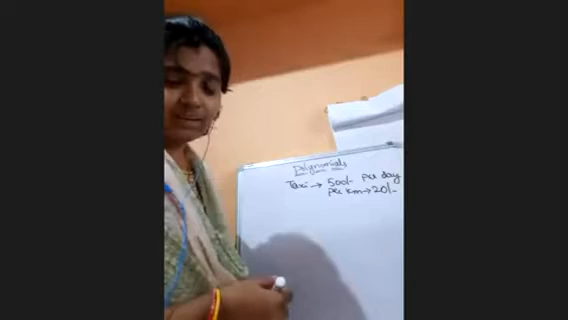 Polynomials
Taxi → 500/- per day
per km → 20/-